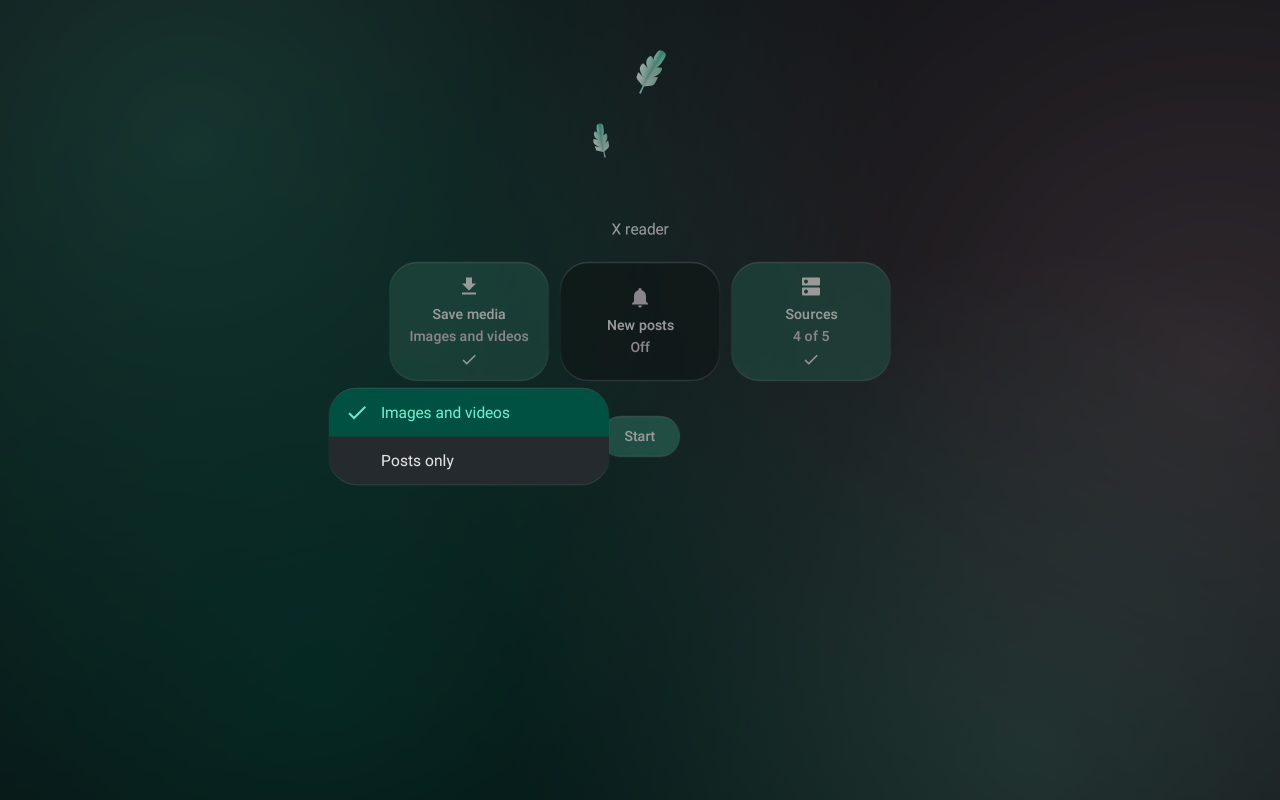 X reader
Save media
Images and videos
New posts
Off
Sources
4 of 5
Images and videos
Posts only
Start